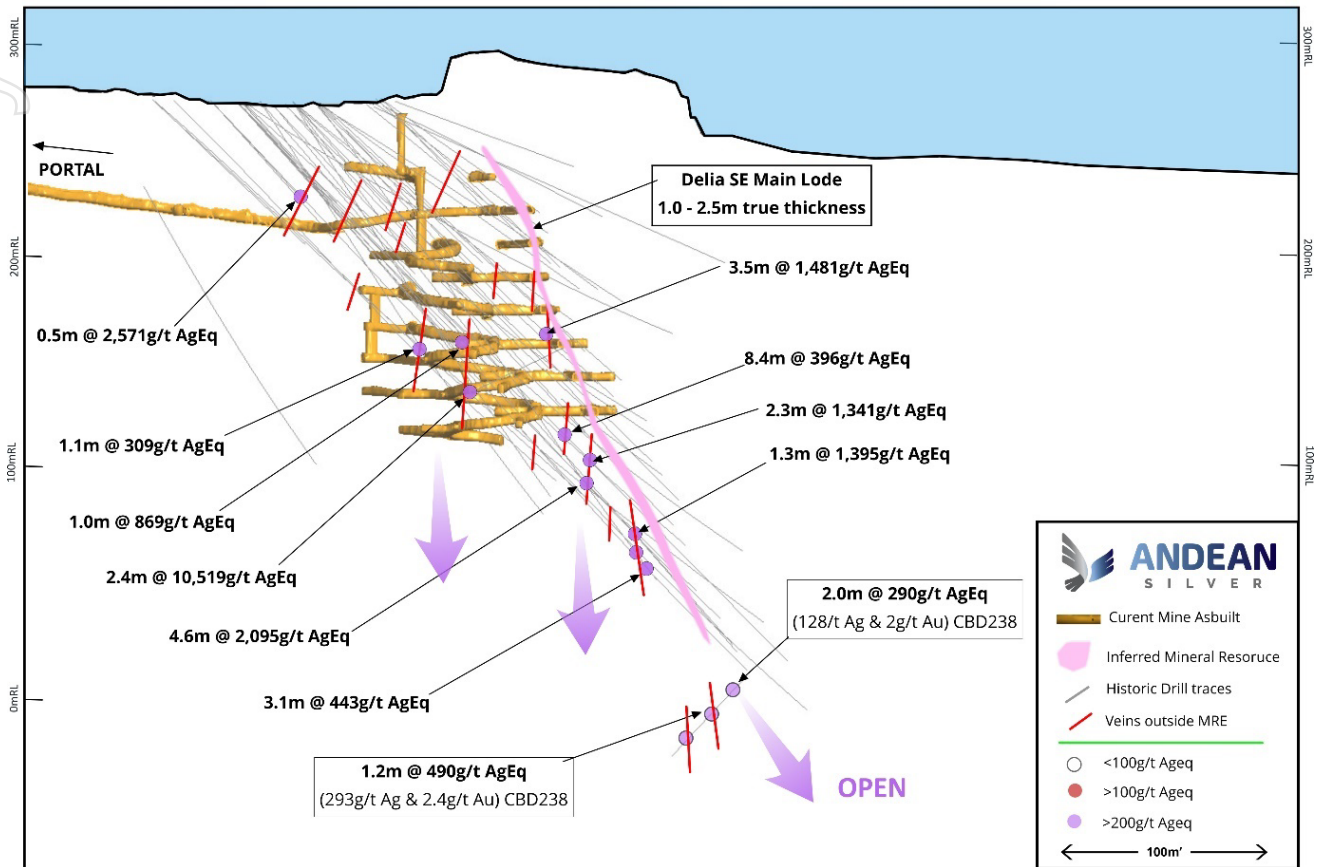 300mRL
300mRL
PORTAL
Delia SE Main Lode
1.0 - 2.5m true thickness
200mRL
200mRL
3.5m @ 1,481g/t AgEq
0.5m @ 2,571g/t AgEq
8.4m @ 396g/t AgEq
2.3m @ 1,341g/t AgEq
1.1m @ 309g/t AgEq
1.3m @ 1,395g/t AgEq
100mRL
100mRL
1.0m @ 869g/t AgEq
2.4m @ 10,519g/t AgEq
4.6m @ 2,095g/t AgEq
2.0m @ 290g/t AgEq
(128/t Ag & 2g/t Au) CBD238
3.1m @ 443g/t AgEq
0mRL
1.2m @ 490g/t AgEq
(293g/t Ag & 2.4g/t Au) CBD238
OPEN
ANDEAN
SILVER
Curent Mine Asbuilt
Inferred Mineral Resoruce
Historic Drill traces
Veins outside MRE
<100g/t Ageq
>100g/t Ageq
>200g/t Ageq
100m'